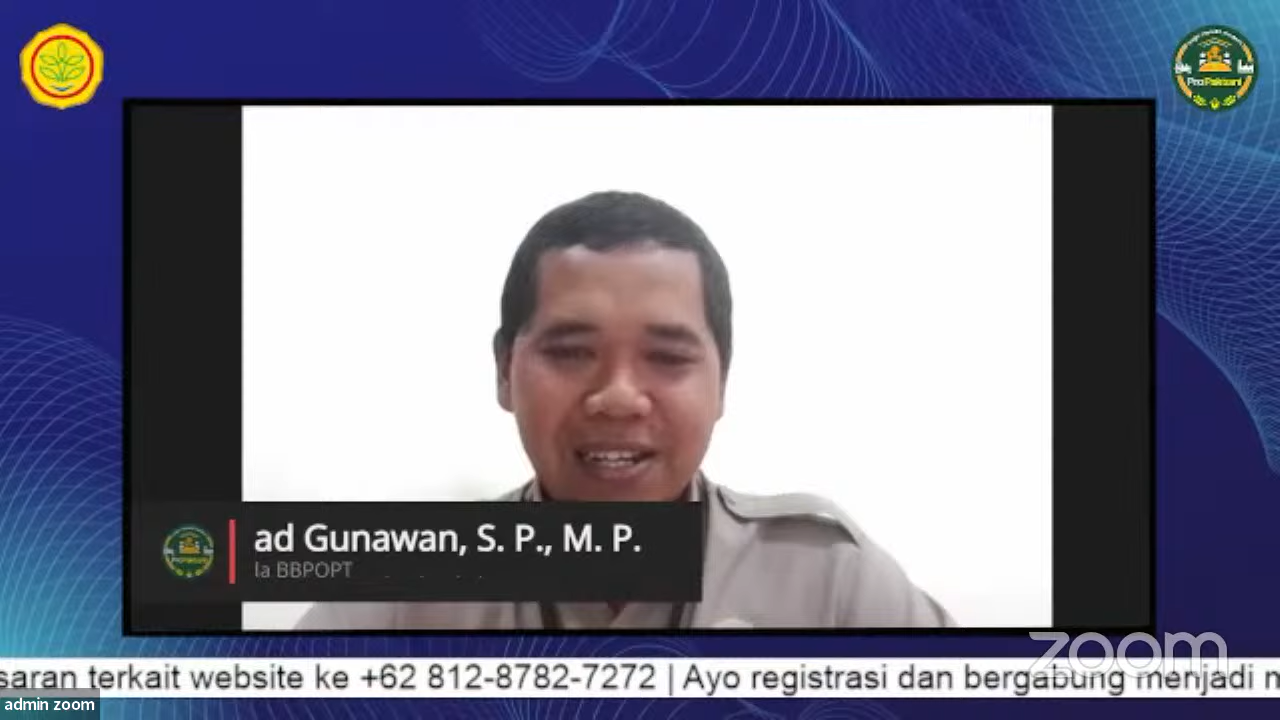 ProPaktani
ad Gunawan, S. P., M. P.
la BBPOPT
zoom
saran terkait website ke +62 812-8782-7272 | Ayo registrasi dan bergabung menjadi m
admin zoom